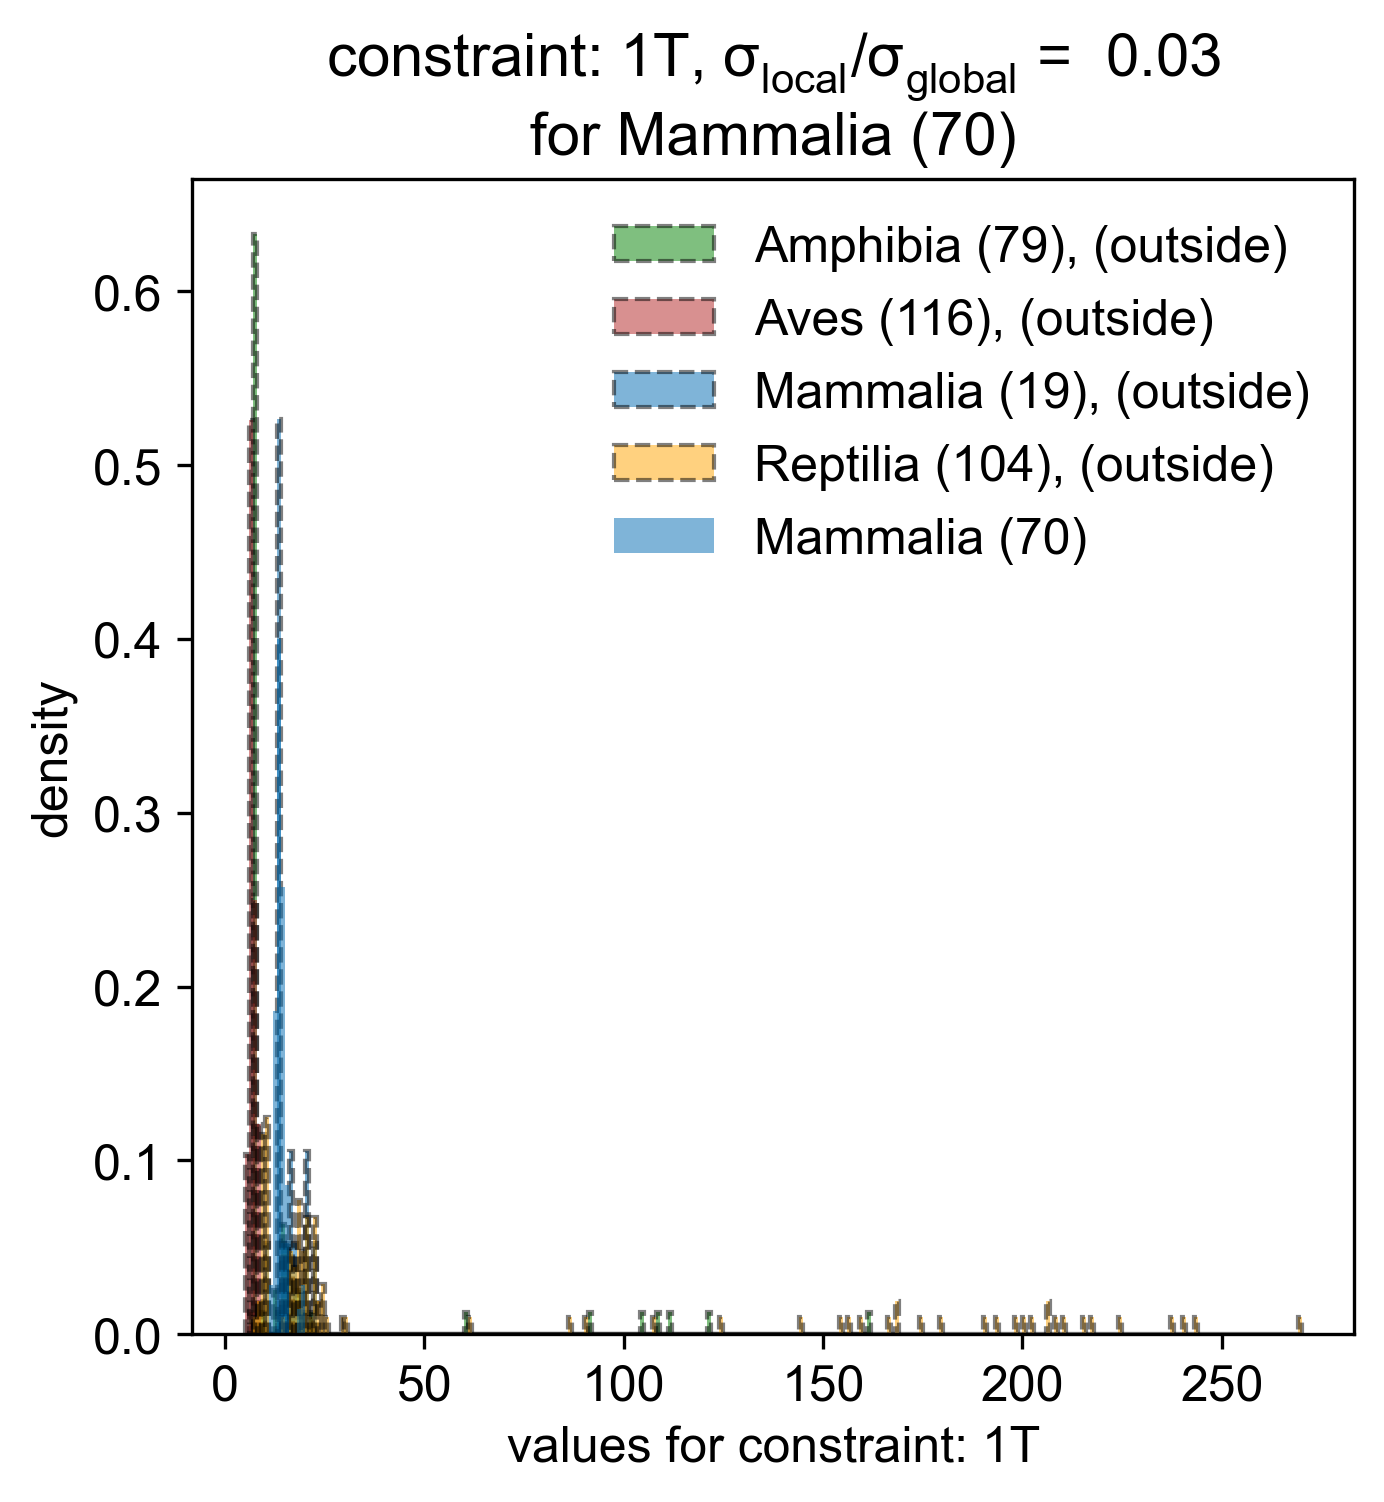 constraint: 1T, σlocal/σglobal = 0.03
for Mammalia (70)
Amphibia (79), (outside)
Aves (116), (outside)
Mammalia (19), (outside)
Reptilia (104), (outside)
Mammalia (70)
density
0.6
0.5
0.4
0.3
0.2
0.1
0.0
0 50 100 150 200 250
values for constraint: 1T